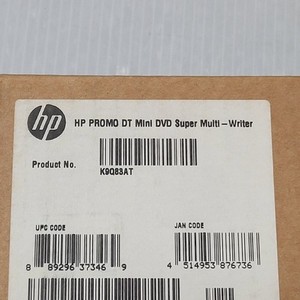 hp HP PROMO DT Mini DVD Super Multi-Writer
Product No.
K9Q83AT
UPC CODE JAN CODE
8 89296 37346 9 4 514953 876736